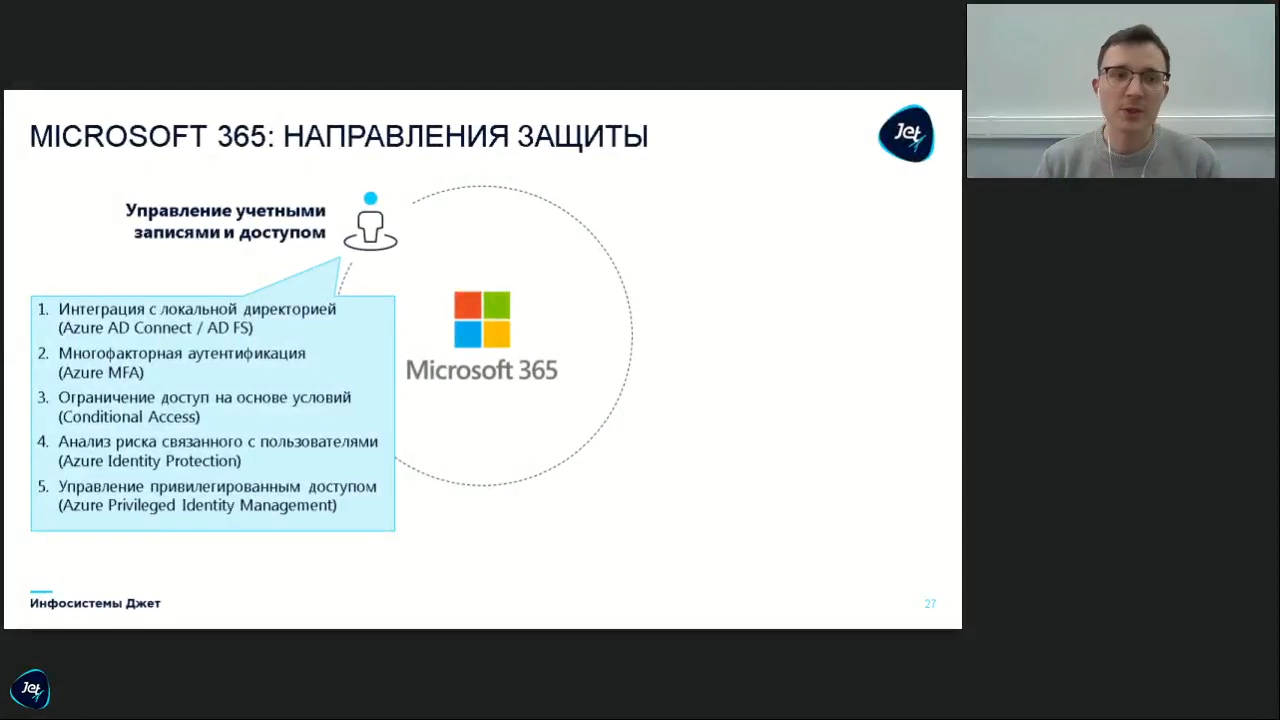 MICROSOFT 365: НАПРАВЛЕНИЯ ЗАЩИТЫ
Jet
Управление учетными
записями и доступом
1. Интеграция с локальной директорией
(Azure AD Connect / AD FS)
2. Многофакторная аутентификация
(Azure MFA)
3. Ограничение доступ на основе условий
(Conditional Access)
4. Анализ риска связанного с пользователями
(Azure Identity Protection)
5. Управление привилегированным доступом
(Azure Privileged Identity Management)
Microsoft 365
Инфосистемы Джет
27
Jet